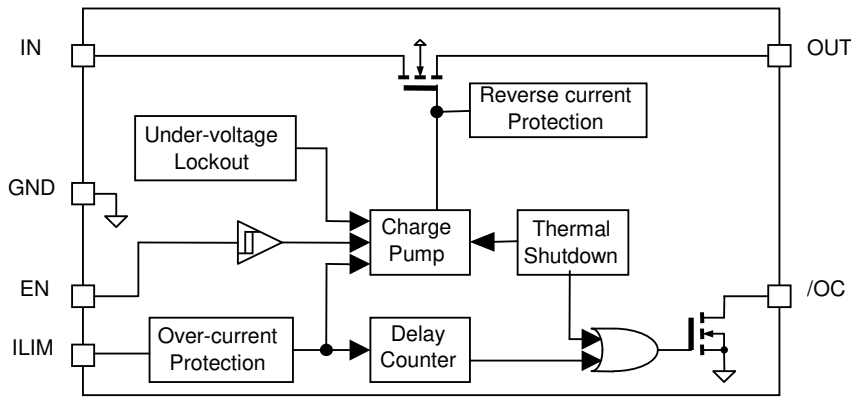 IN
OUT
Reverse current
Protection
Under-voltage
Lockout
GND
Charge
Pump
Thermal
Shutdown
EN
/OC
ILIM
Over-current
Protection
Delay
Counter